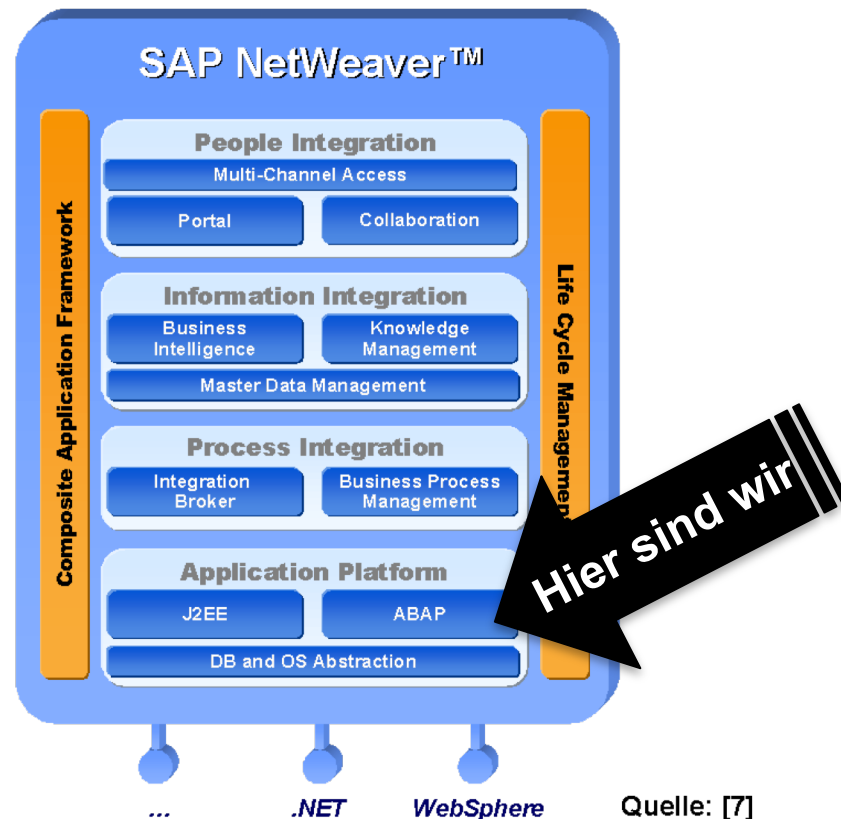 SAP NetWeaver™
Composite Application Framework
People Integration
Multi-Channel Access
Portal
Collaboration
Information Integration
Business
Intelligence
Knowledge
Management
Master Data Management
Process Integration
Integration
Broker
Business Process
Management
Application Platform
J2EE
ABAP
DB and OS Abstraction
Life Cycle Management
Hier sind wir
...
.NET
WebSphere
Quelle: [7]